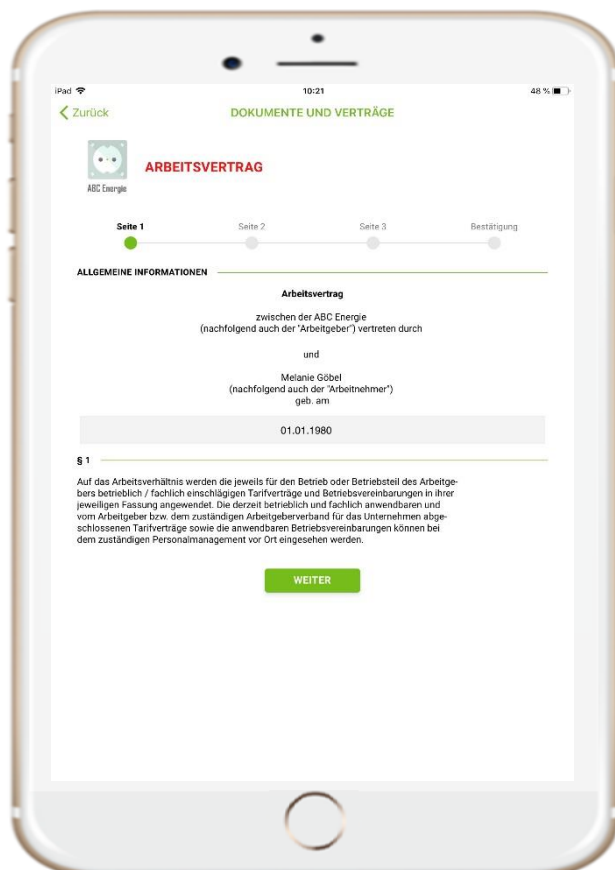 iPad 10:21 48 %
Zurück DOKUMENTE UND VERTRÄGE
ABC Energie
ARBEITSVERTRAG
Seite 1 Seite 2 Seite 3 Bestätigung
ALLGEMEINE INFORMATIONEN
Arbeitsvertrag
zwischen der ABC Energie
(nachfolgend auch der "Arbeitgeber") vertreten durch
und
Melanie Göbel
(nachfolgend auch der "Arbeitnehmer")
geb. am
01.01.1980
§ 1
Auf das Arbeitsverhältnis werden die jeweils für den Betrieb oder Betriebsteil des Arbeitge-
bers betrieblich / fachlich einschlägigen Tarifverträge und Betriebsvereinbarungen in ihrer
jeweiligen Fassung angewendet. Die derzeit betrieblich und fachlich anwendbaren und
vom Arbeitgeber bzw. dem zuständigen Arbeitgeberverband für das Unternehmen abge-
schlossenen Tarifverträge sowie die anwendbaren Betriebsvereinbarungen können bei
dem zuständigen Personalmanagement vor Ort eingesehen werden.
WEITER